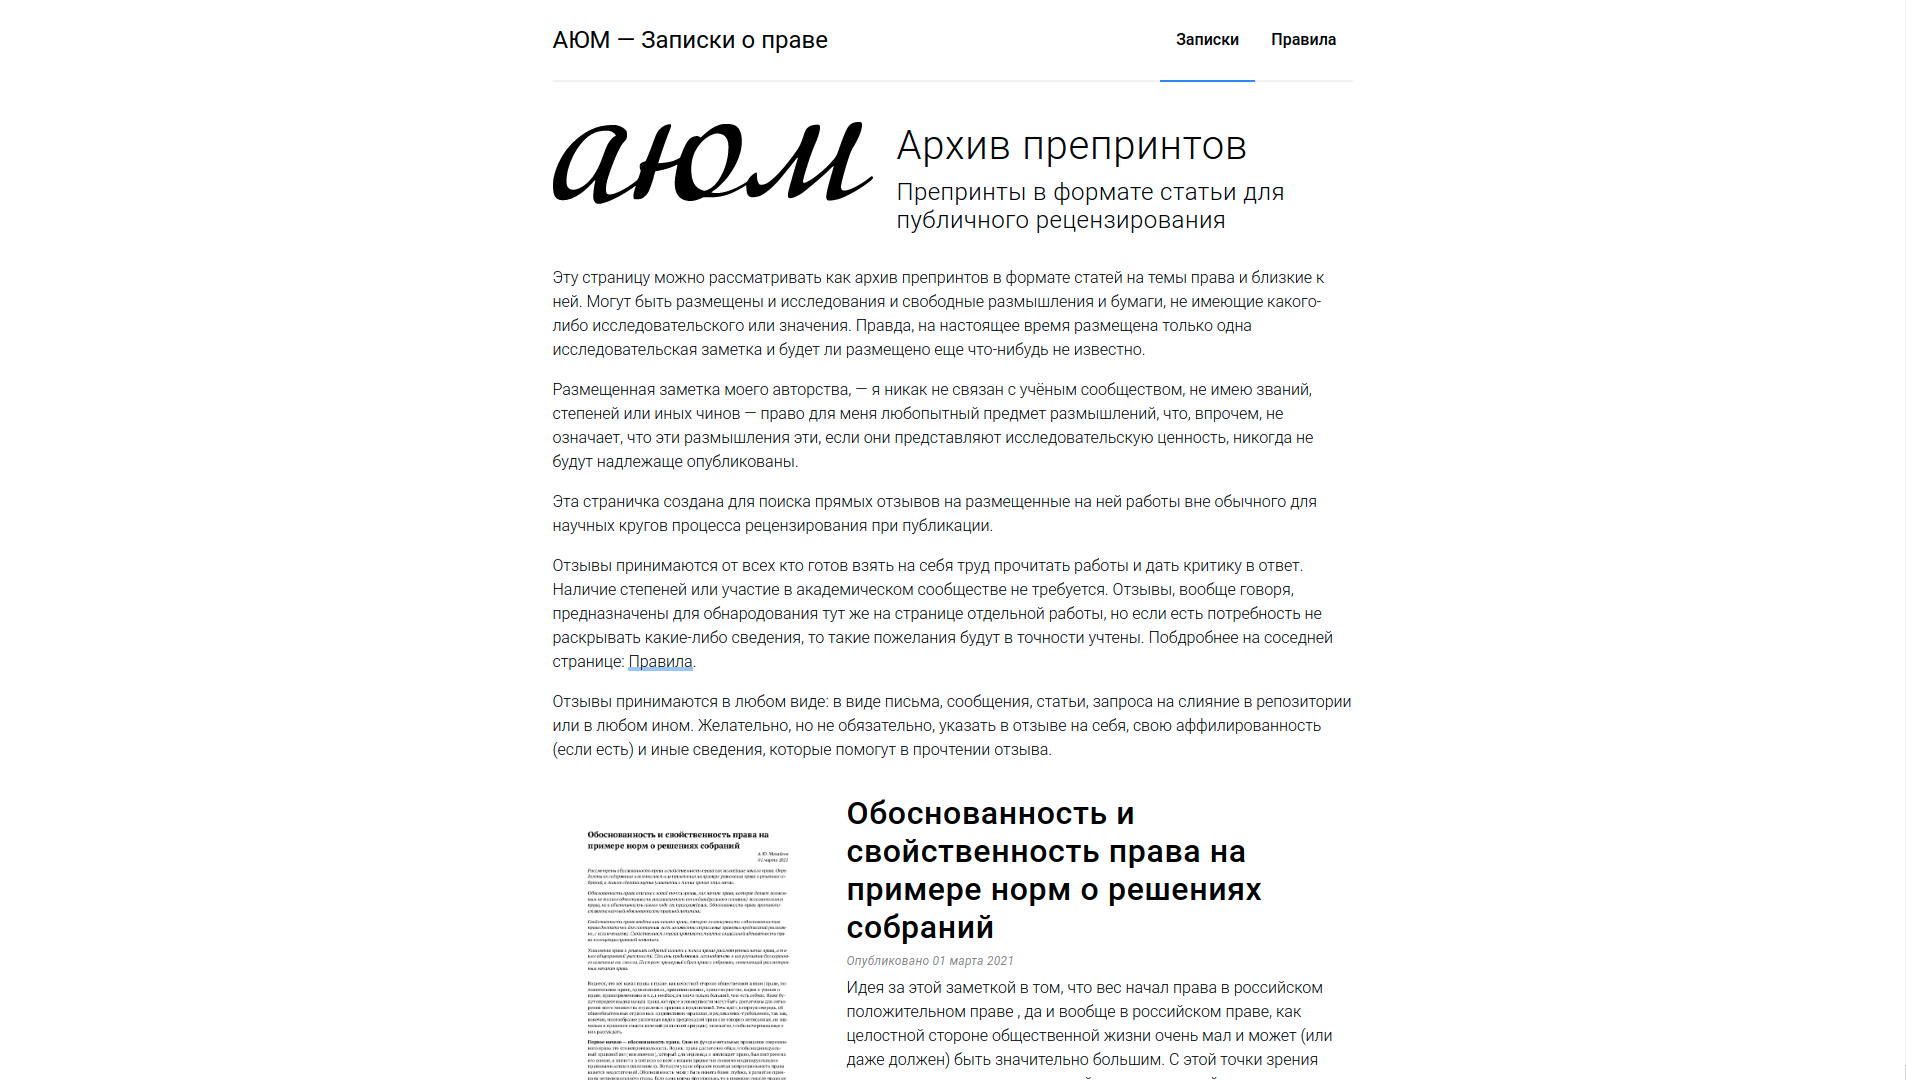 АЮМ — Записки о праве
Записки
Правила
аюм
Архив препринтов
Препринты в формате статьи для
публичного рецензирования
Эту страницу можно рассматривать как архив препринтов в формате статей на темы права и близкие к
ней. Могут быть размещены и исследования и свободные размышления и бумаги, не имеющие какого-
либо исследовательского или значения. Правда, на настоящее время размещена только одна
исследовательская заметка и будет ли размещено еще что-нибудь не известно.
Размещенная заметка моего авторства, — я никак не связан с учёным сообществом, не имею званий,
степеней или иных чинов — право для меня любопытный предмет размышлений, что, впрочем, не
означает, что эти размышления эти, если они представляют исследовательскую ценность, никогда не
будут надлежаще опубликованы.
Эта страничка создана для поиска прямых отзывов на размещенные на ней работы вне обычного для
научных кругов процесса рецензирования при публикации.
Отзывы принимаются от всех кто готов взять на себя труд прочитать работы и дать критику в ответ.
Наличие степеней или участие в академическом сообществе не требуется. Отзывы, вообще говоря,
предназначены для обнародования тут же на странице отдельной работы, но если есть потребность не
раскрывать какие-либо сведения, то такие пожелания будут в точности учтены. Побдробнее на соседней
странице: Правила.
Отзывы принимаются в любом виде: в виде письма, сообщения, статьи, запроса на слияние в репозитории
или в любом ином. Желательно, но не обязательно, указать в отзыве на себя, свою аффилированность
(если есть) и иные сведения, которые помогут в прочтении отзыва.
Обоснованность и свойственность права на
примере норм о решениях собраний
01 марта 2021
Обоснованность и
свойственность права на
примере норм о решениях
собраний
Опубликовано 01 марта 2021
Идея за этой заметкой в том, что вес начал права в российском
положительном праве , да и вообще в российском праве, как
целостной стороне общественной жизни очень мал и может (или
даже должен) быть значительно большим. С этой точки зрения